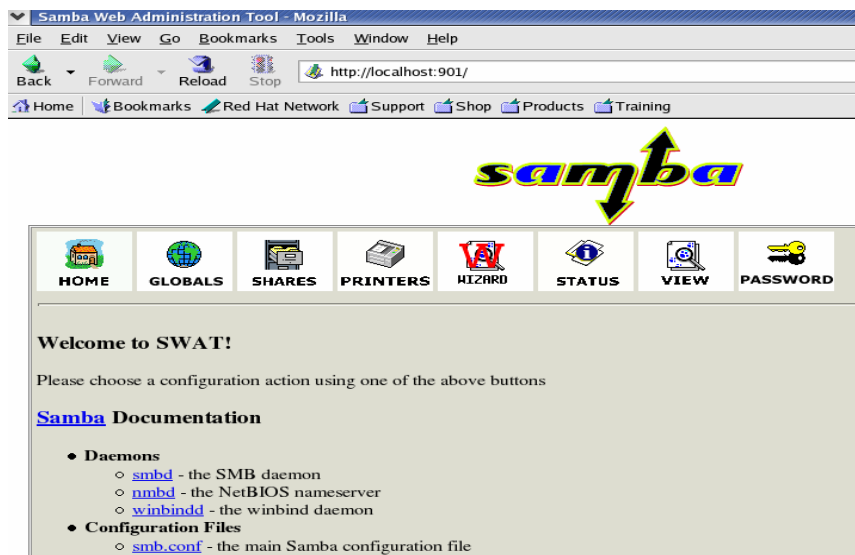 Samba Web Administration Tool - Mozilla
File Edit View Go Bookmarks Tools Window Help
Back Forward Reload Stop http://localhost:901/
Home Bookmarks Red Hat Network Support Shop Products Training
samba
HOME GLOBALS SHARES PRINTERS WIZARD STATUS VIEW PASSWORD
Welcome to SWAT!
Please choose a configuration action using one of the above buttons
Samba Documentation
Daemons
smbd - the SMB daemon
nmbd - the NetBIOS nameserver
winbindd - the winbind daemon
Configuration Files
smb.conf - the main Samba configuration file